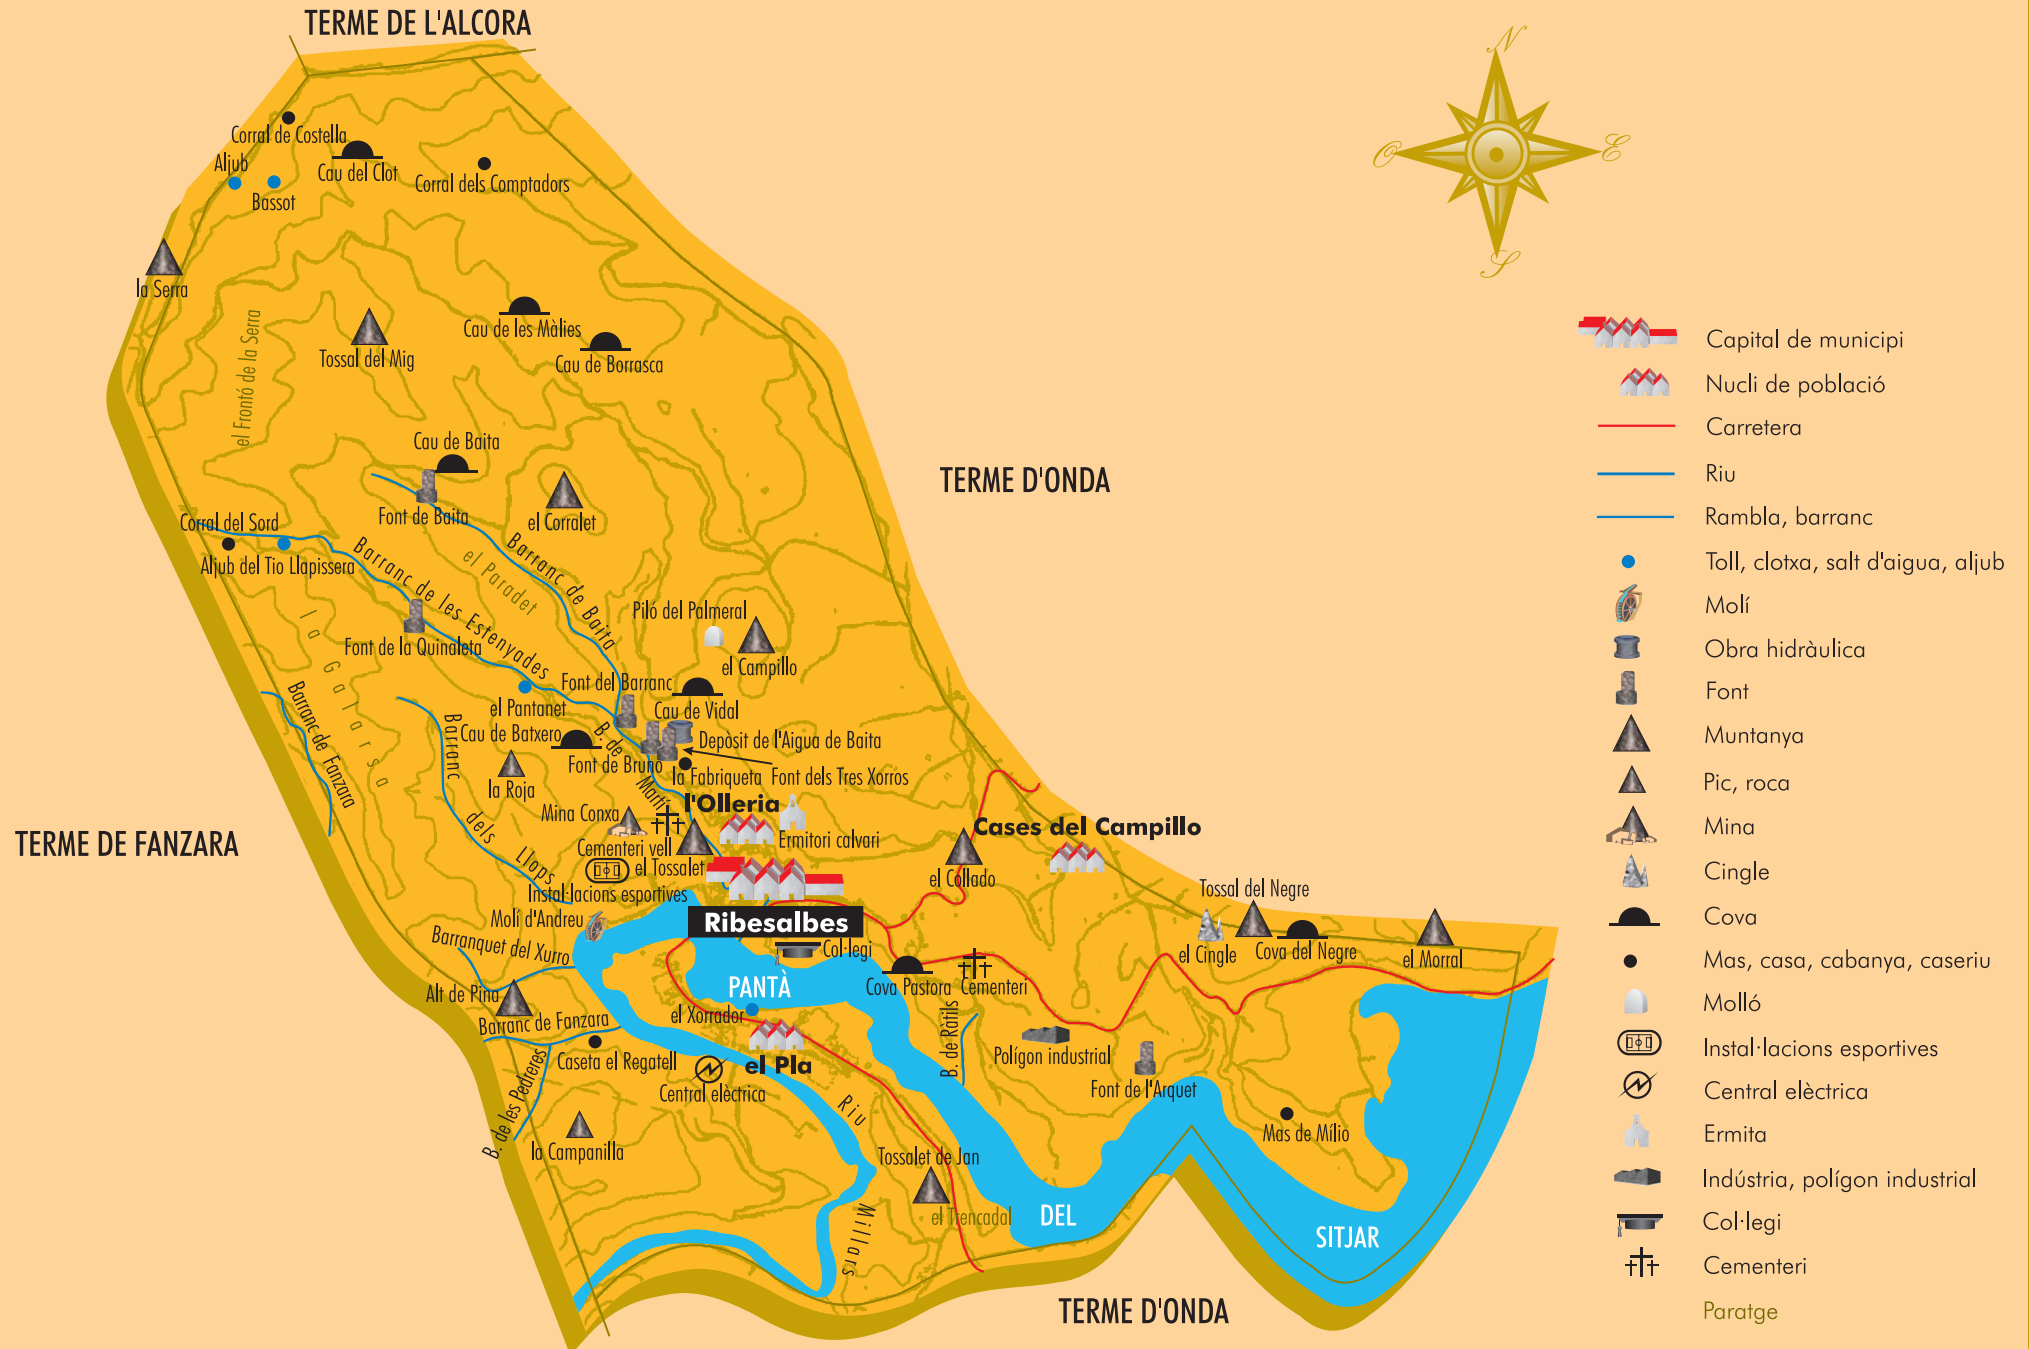 TERME DE L'ALCORA
N
O
E
S
Corral de Costella
Aljub
Bassot
Cau del Clot
Corral dels Comptadors
la Serra
el Frontó de la Serra
Tossal del Mig
Cau de les Màlies
Cau de Borrasca
TERME D'ONDA
Cau de Baita
Font de Baita
el Corralet
Corral del Sord
Aljub del Tio Llapissera
Barranc de les Estenyades
el Paradet
Barranc de Baita
la Galarsa
Font de la Quinaleta
Piló del Palmeral
el Campillo
Font del Barranc
Cau de Vidal
el Pantanet
Barranc de Fanzara
Barranc dels Llops
Cau de Batxero
B. de Martí
Font de Bruno
Depòsit de l'Aigua de Baita
la Fabriqueta
Font dels Tres Xorros
la Roja
l'Olleria
Mina Conxa
Cementeri vell
Ermitori calvari
el Tossalet
Instal·lacions esportives
TERME DE FANZARA
Cases del Campillo
el Collado
Ribesalbes
Molí d'Andreu
Barranquet del Xurro
Col·legi
Tossal del Negre
el Cingle
Cova del Negre
el Morral
PANTÀ
Cova Pastora
Cementeri
Alt de Pina
el Xorrador
Barranc de Fanzara
Caseta el Regatell
el Pla
Central elèctrica
B. de Ratils
Polígon industrial
Font de l'Arquet
B. de les Pedreres
la Campanilla
Riu
Millars
Tossalet de Jan
el Trencadal
Mas de Mílio
DEL
SITJAR
TERME D'ONDA
Capital de municipi
Nucli de població
Carretera
Riu
Rambla, barranc
Toll, clotxa, salt d'aigua, aljub
Molí
Obra hidràulica
Font
Muntanya
Pic, roca
Mina
Cingle
Cova
Mas, casa, cabanya, caseriu
Molló
Instal·lacions esportives
Central elèctrica
Ermita
Indústria, polígon industrial
Col·legi
Cementeri
Paratge